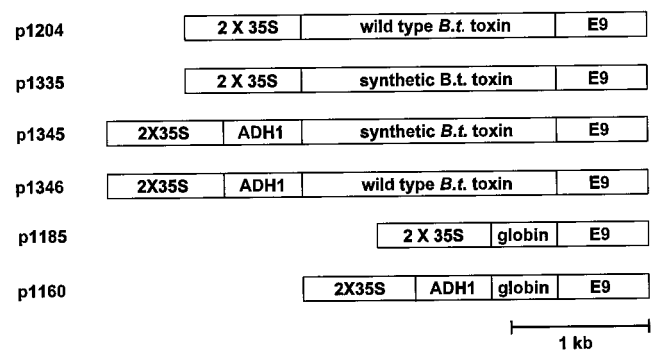 p1204 2 X 35S wild type B.t. toxin E9
p1335 2 X 35S synthetic B.t. toxin E9
p1345 2X35S ADH1 synthetic B.t. toxin E9
p1346 2X35S ADH1 wild type B.t. toxin E9
p1185 2 X 35S globin E9
p1160 2X35S ADH1 globin E9
1 kb